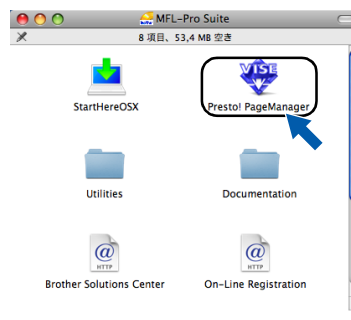 MFL-Pro Suite
8 項目、53,4 MB 空き
VISE
StartHereOSX
Presto! PageManager
Utilities
Documentation
@
HTTP
@
HTTP
Brother Solutions Center
On-Line Registration